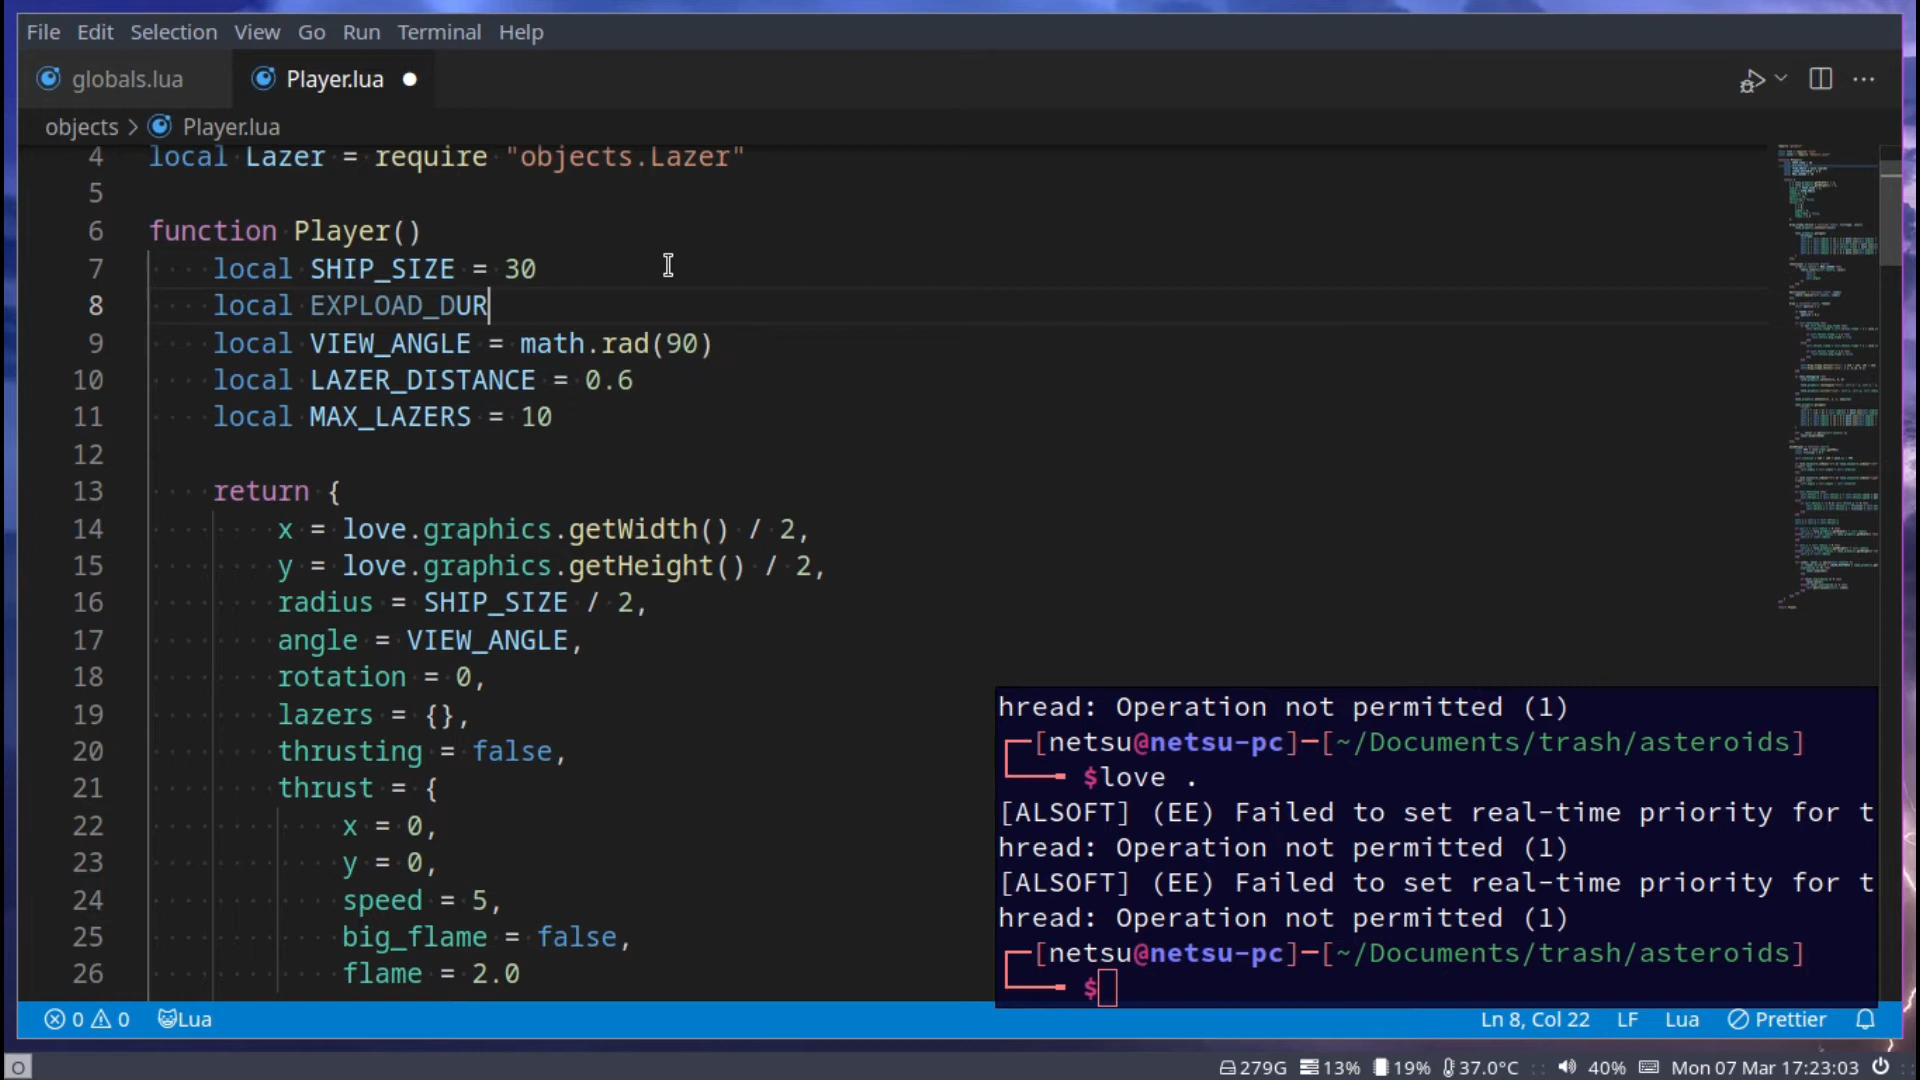 File Edit Selection View Go Run Terminal Help
globals.lua Player.lua
objects > Player.lua
4 local Lazer = require "objects.Lazer"
5
6 function Player()
7 local SHIP_SIZE = 30
8 local EXPLOAD_DUR
9 local VIEW_ANGLE = math.rad(90)
10 local LAZER_DISTANCE = 0.6
11 local MAX_LAZERS = 10
12
13 return {
14 x = love.graphics.getWidth() / 2,
15 y = love.graphics.getHeight() / 2,
16 radius = SHIP_SIZE / 2,
17 angle = VIEW_ANGLE,
18 rotation = 0,
19 lazers = {},
20 thrusting = false,
21 thrust = {
22 x = 0,
23 y = 0,
24 speed = 5,
25 big_flame = false,
26 flame = 2.0
hread: Operation not permitted (1)
┌─[netsu@netsu-pc]─[~/Documents/trash/asteroids]
└──╼ $love .
[ALSOFT] (EE) Failed to set real-time priority for t
hread: Operation not permitted (1)
[ALSOFT] (EE) Failed to set real-time priority for t
hread: Operation not permitted (1)
┌─[netsu@netsu-pc]─[~/Documents/trash/asteroids]
└──╼ $
0 0 Lua Ln 8, Col 22 LF Lua Prettier
279G 13% 19% 37.0°C 40% Mon 07 Mar 17:23:03